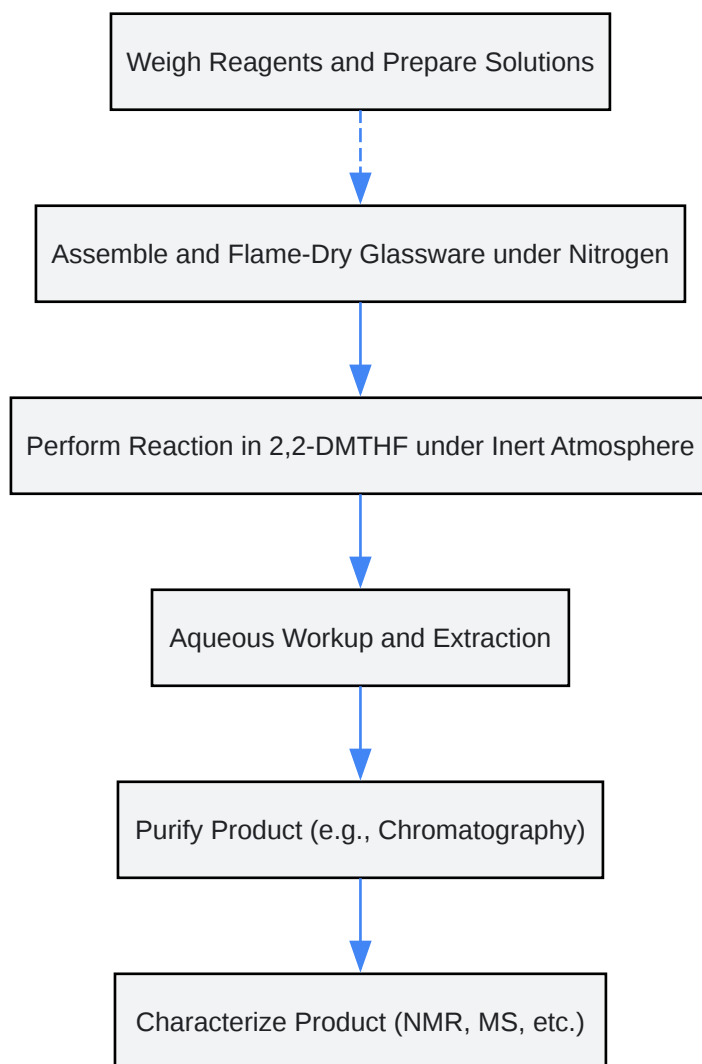 Weigh Reagents and Prepare Solutions
Assemble and Flame-Dry Glassware under Nitrogen
Perform Reaction in 2,2-DMTHF under Inert Atmosphere
Aqueous Workup and Extraction
Purify Product (e.g., Chromatography)
Characterize Product (NMR, MS, etc.)